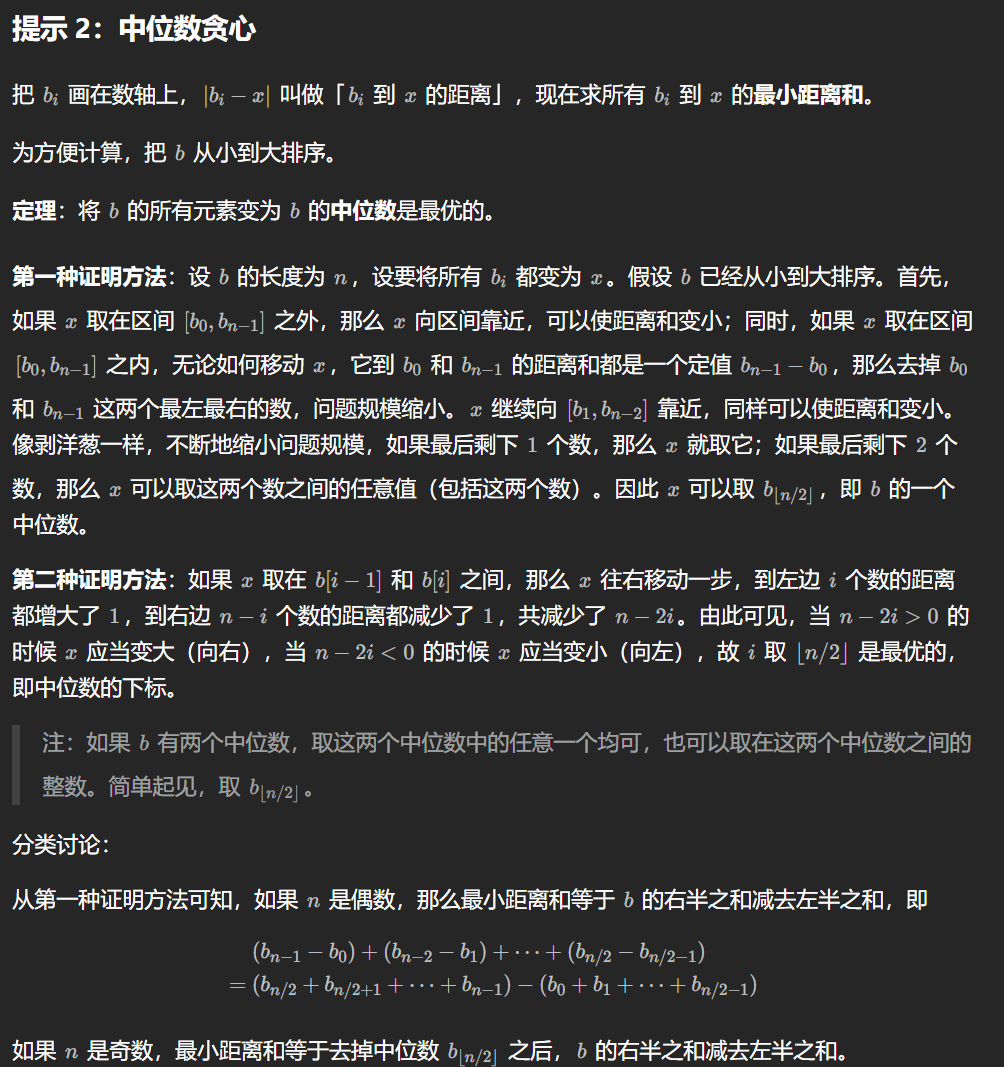 提示 2：中位数贪心
把 b_i 画在数轴上，|b_i − x| 叫做「b_i 到 x 的距离」，现在求所有 b_i 到 x 的最小距离和。
为方便计算，把 b 从小到大排序。
定理：将 b 的所有元素变为 b 的中位数是最优的。
第一种证明方法：设 b 的长度为 n，设要将所有 b_i 都变为 x。假设 b 已经从小到大排序。首先，
如果 x 取在区间 [b_0, b_{n−1}] 之外，那么 x 向区间靠近，可以使距离和变小；同时，如果 x 取在区间
[b_0, b_{n−1}] 之内，无论如何移动 x，它到 b_0 和 b_{n−1} 的距离和都是一个定值 b_{n−1} − b_0，那么去掉 b_0
和 b_{n−1} 这两个最左最右的数，问题规模缩小。x 继续向 [b_1, b_{n−2}] 靠近，同样可以使距离和变小。
像剥洋葱一样，不断地缩小问题规模，如果最后剩下 1 个数，那么 x 就取它；如果最后剩下 2 个
数，那么 x 可以取这两个数之间的任意值（包括这两个数）。因此 x 可以取 b_{⌊n/2⌋}，即 b 的一个
中位数。
第二种证明方法：如果 x 取在 b[i − 1] 和 b[i] 之间，那么 x 往右移动一步，到左边 i 个数的距离
都增大了 1，到右边 n − i 个数的距离都减少了 1，共减少了 n − 2i。由此可见，当 n − 2i > 0 的
时候 x 应当变大（向右），当 n − 2i < 0 的时候 x 应当变小（向左），故 i 取 ⌊n/2⌋ 是最优的，
即中位数的下标。
注：如果 b 有两个中位数，取这两个中位数中的任意一个均可，也可以取在这两个中位数之间的
整数。简单起见，取 b_{⌊n/2⌋}。
分类讨论：
从第一种证明方法可知，如果 n 是偶数，那么最小距离和等于 b 的右半之和减去左半之和，即
(b_{n−1} − b_0) + (b_{n−2} − b_1) + ⋯ + (b_{n/2} − b_{n/2−1})
= (b_{n/2} + b_{n/2+1} + ⋯ + b_{n−1}) − (b_0 + b_1 + ⋯ + b_{n/2−1})
如果 n 是奇数，最小距离和等于去掉中位数 b_{⌊n/2⌋} 之后，b 的右半之和减去左半之和。